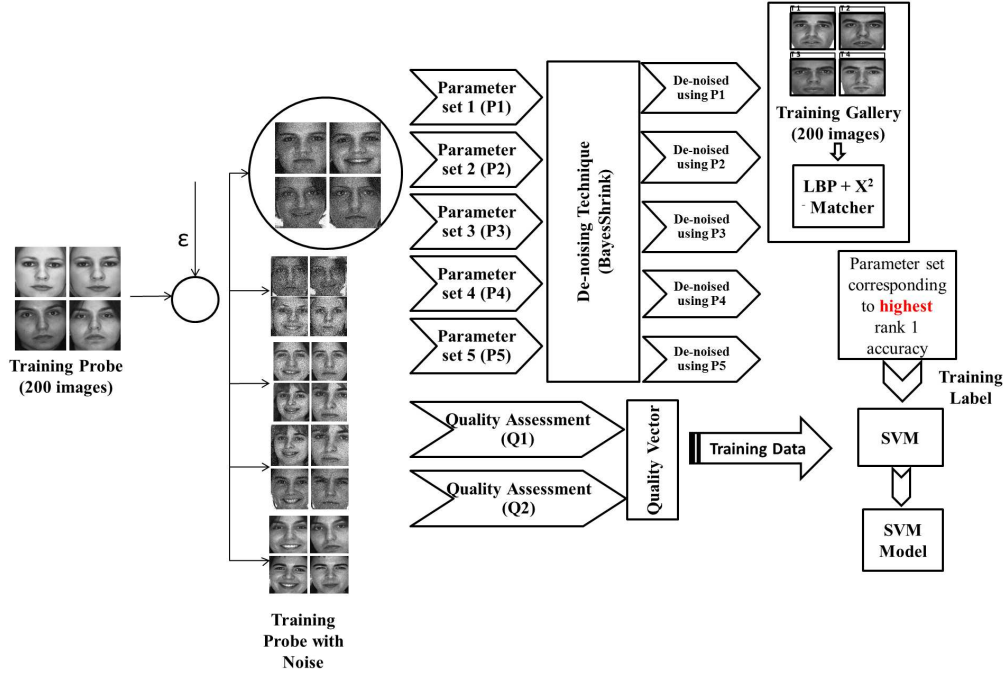 T 1
T 2
T 3
T 4
Training Gallery
(200 images)
LBP + X²
- Matcher
Parameter
set 1 (P1)
Parameter
set 2 (P2)
Parameter
set 3 (P3)
Parameter
set 4 (P4)
Parameter
set 5 (P5)
De-noising Technique
(BayesShrink)
De-noised
using P1
De-noised
using P2
De-noised
using P3
De-noised
using P4
De-noised
using P5
ε
Training Probe
(200 images)
Training
Probe with
Noise
Quality Assessment
(Q1)
Quality Assessment
(Q2)
Quality Vector
Training Data
Parameter set
corresponding
to highest
rank 1
accuracy
Training
Label
SVM
SVM
Model